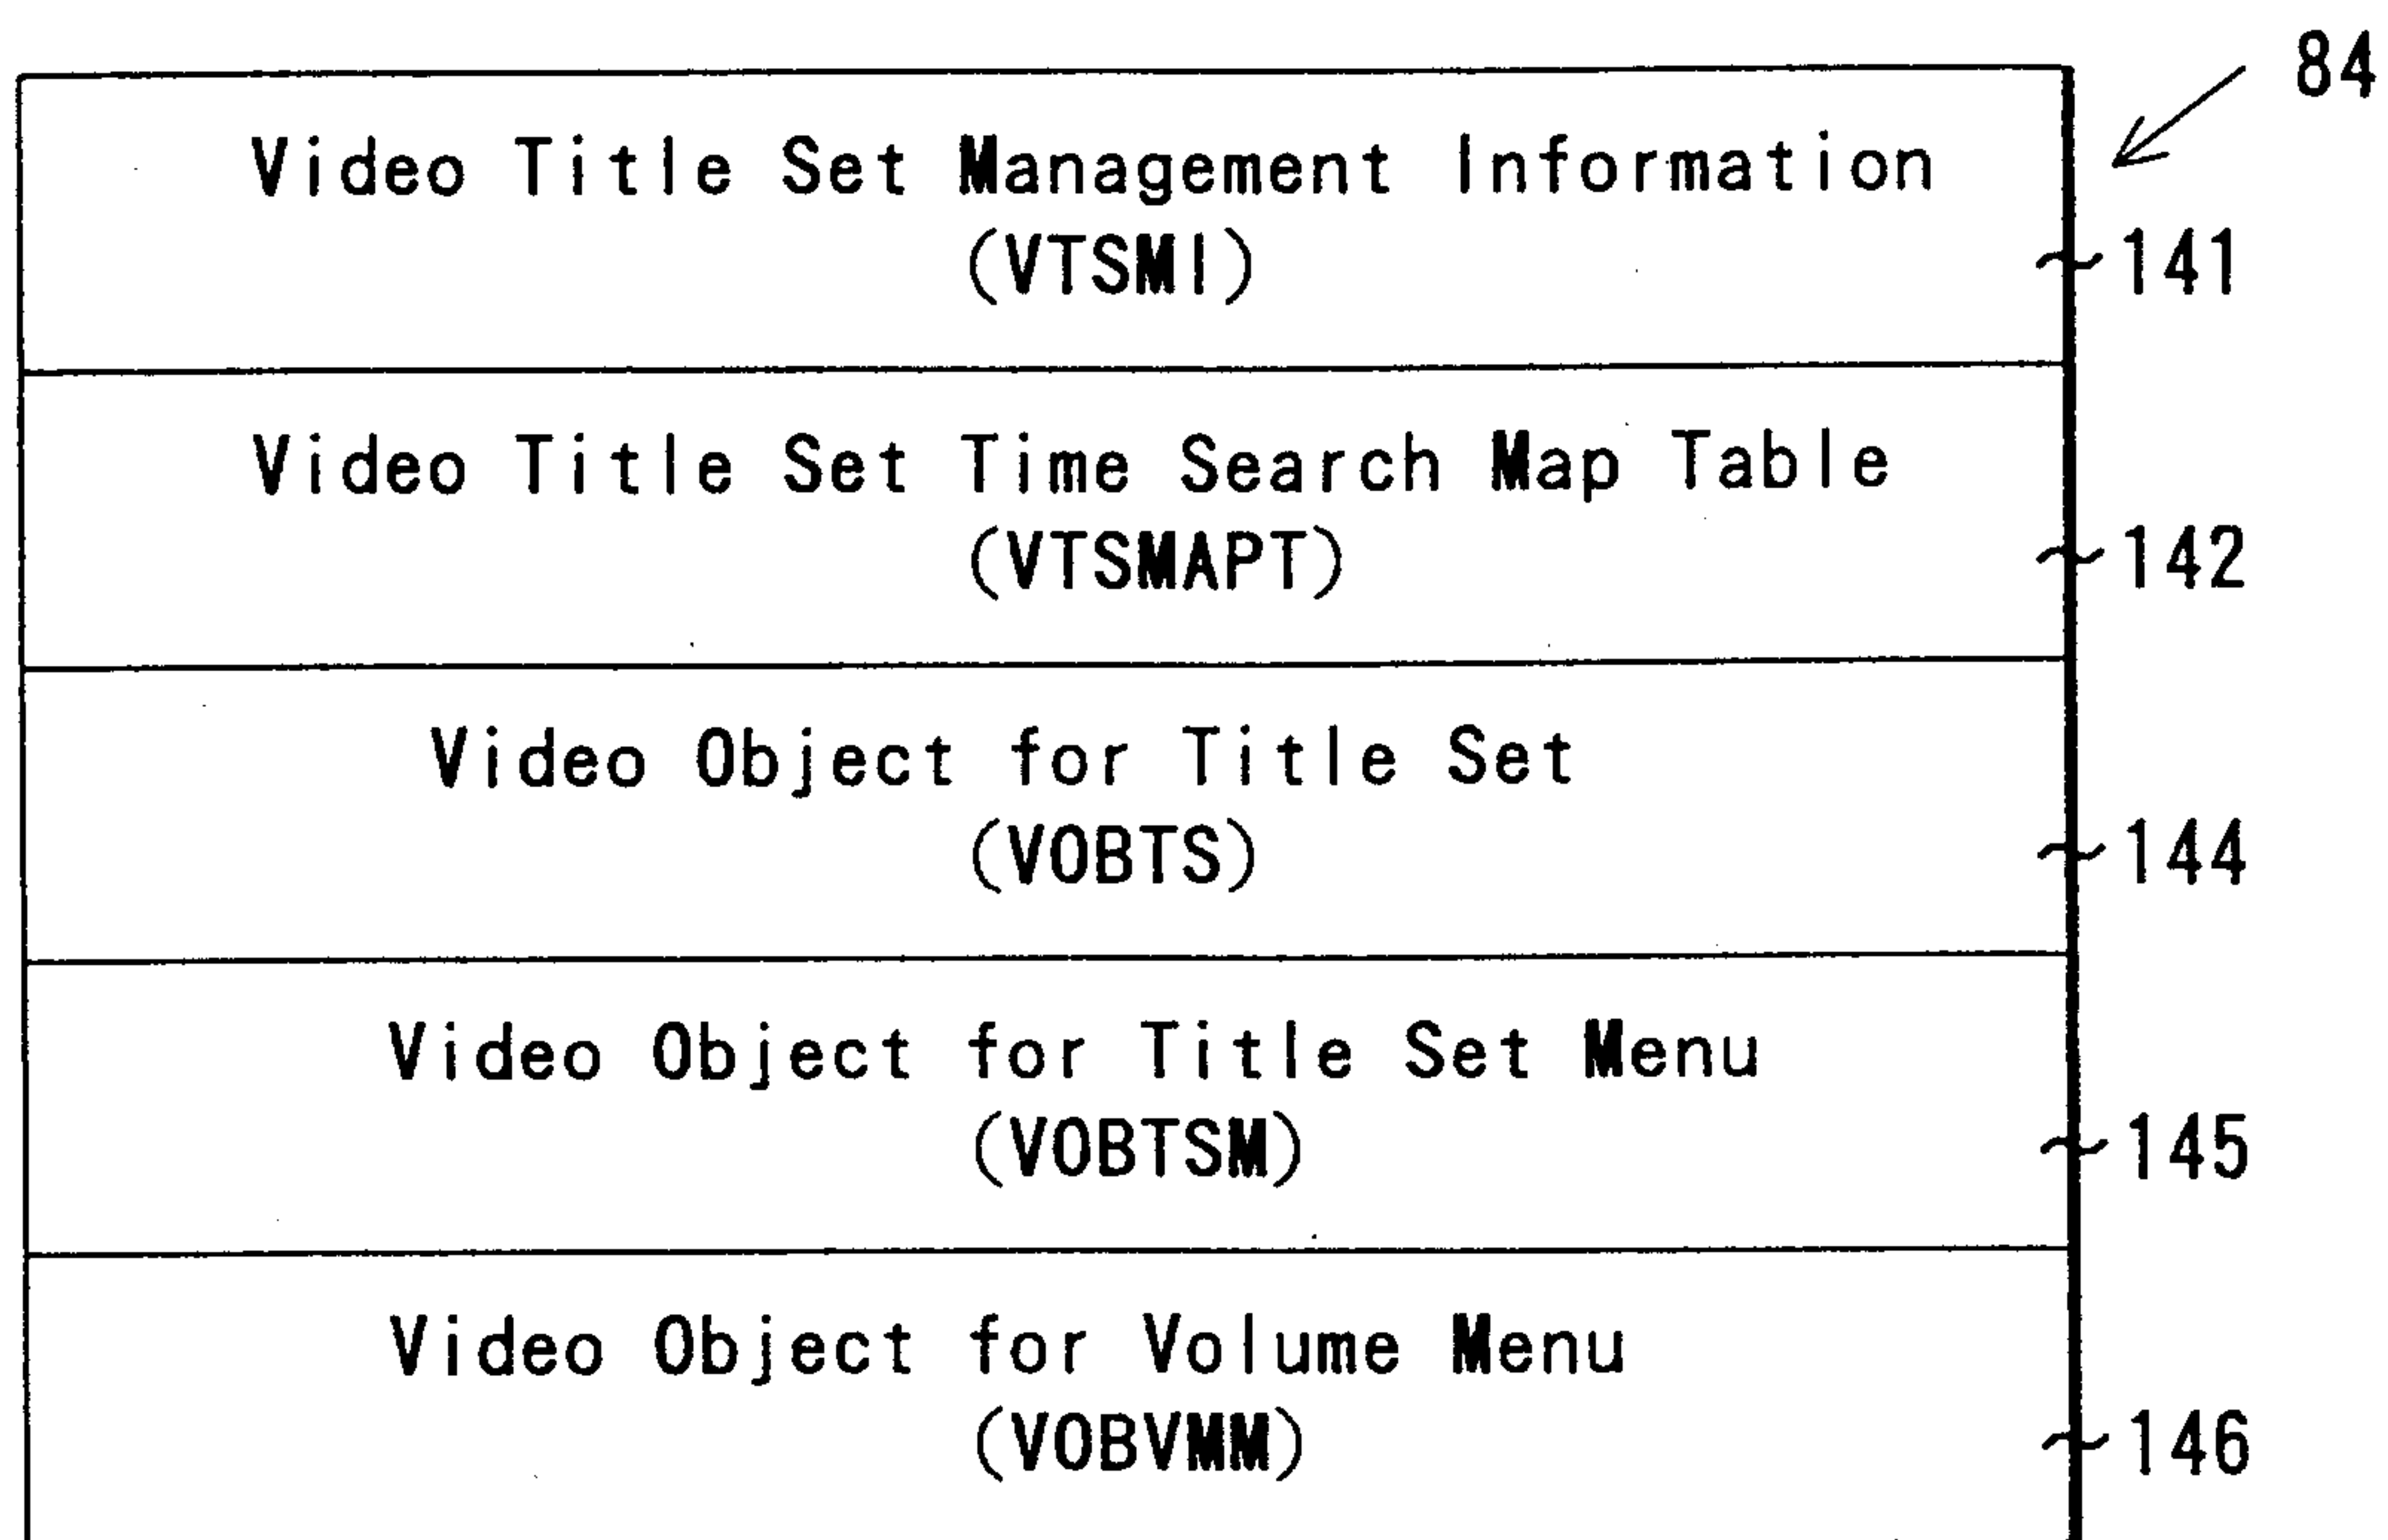 84
Video Title Set Management Information
(VTSMI)
141
Video Title Set Time Search Map Table
(VTSMAPT)
142
Video Object for Title Set
(VOBTS)
144
Video Object for Title Set Menu
(VOBTSM)
145
Video Object for Volume Menu
(VOBVMM)
146